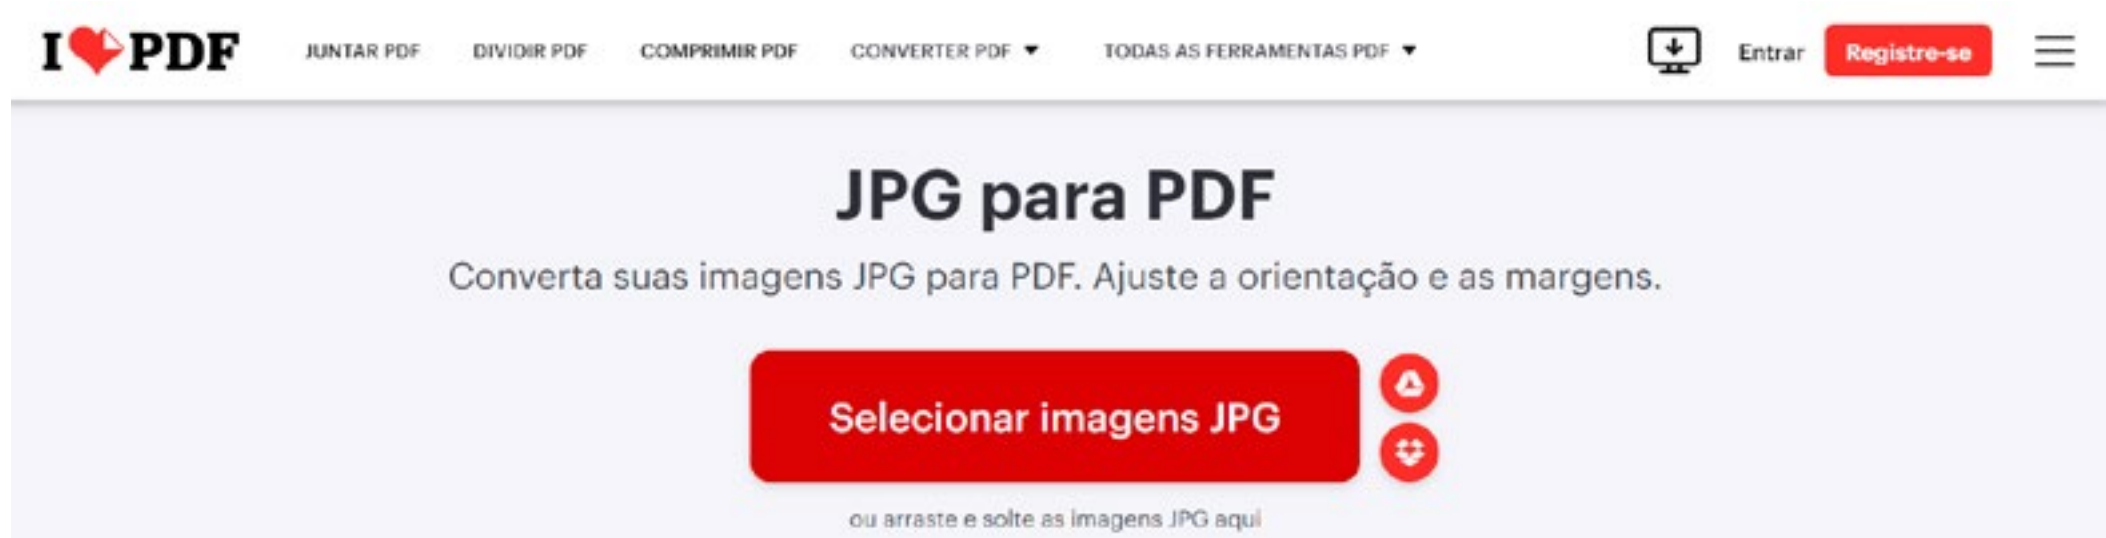 I PDF
JUNTAR PDF DIVIDIR PDF COMPRIMIR PDF CONVERTER PDF TODAS AS FERRAMENTAS PDF Entrar Registre-se
JPG para PDF
Converta suas imagens JPG para PDF. Ajuste a orientação e as margens.
Selecionar imagens JPG
ou arraste e solte as imagens JPG aqui